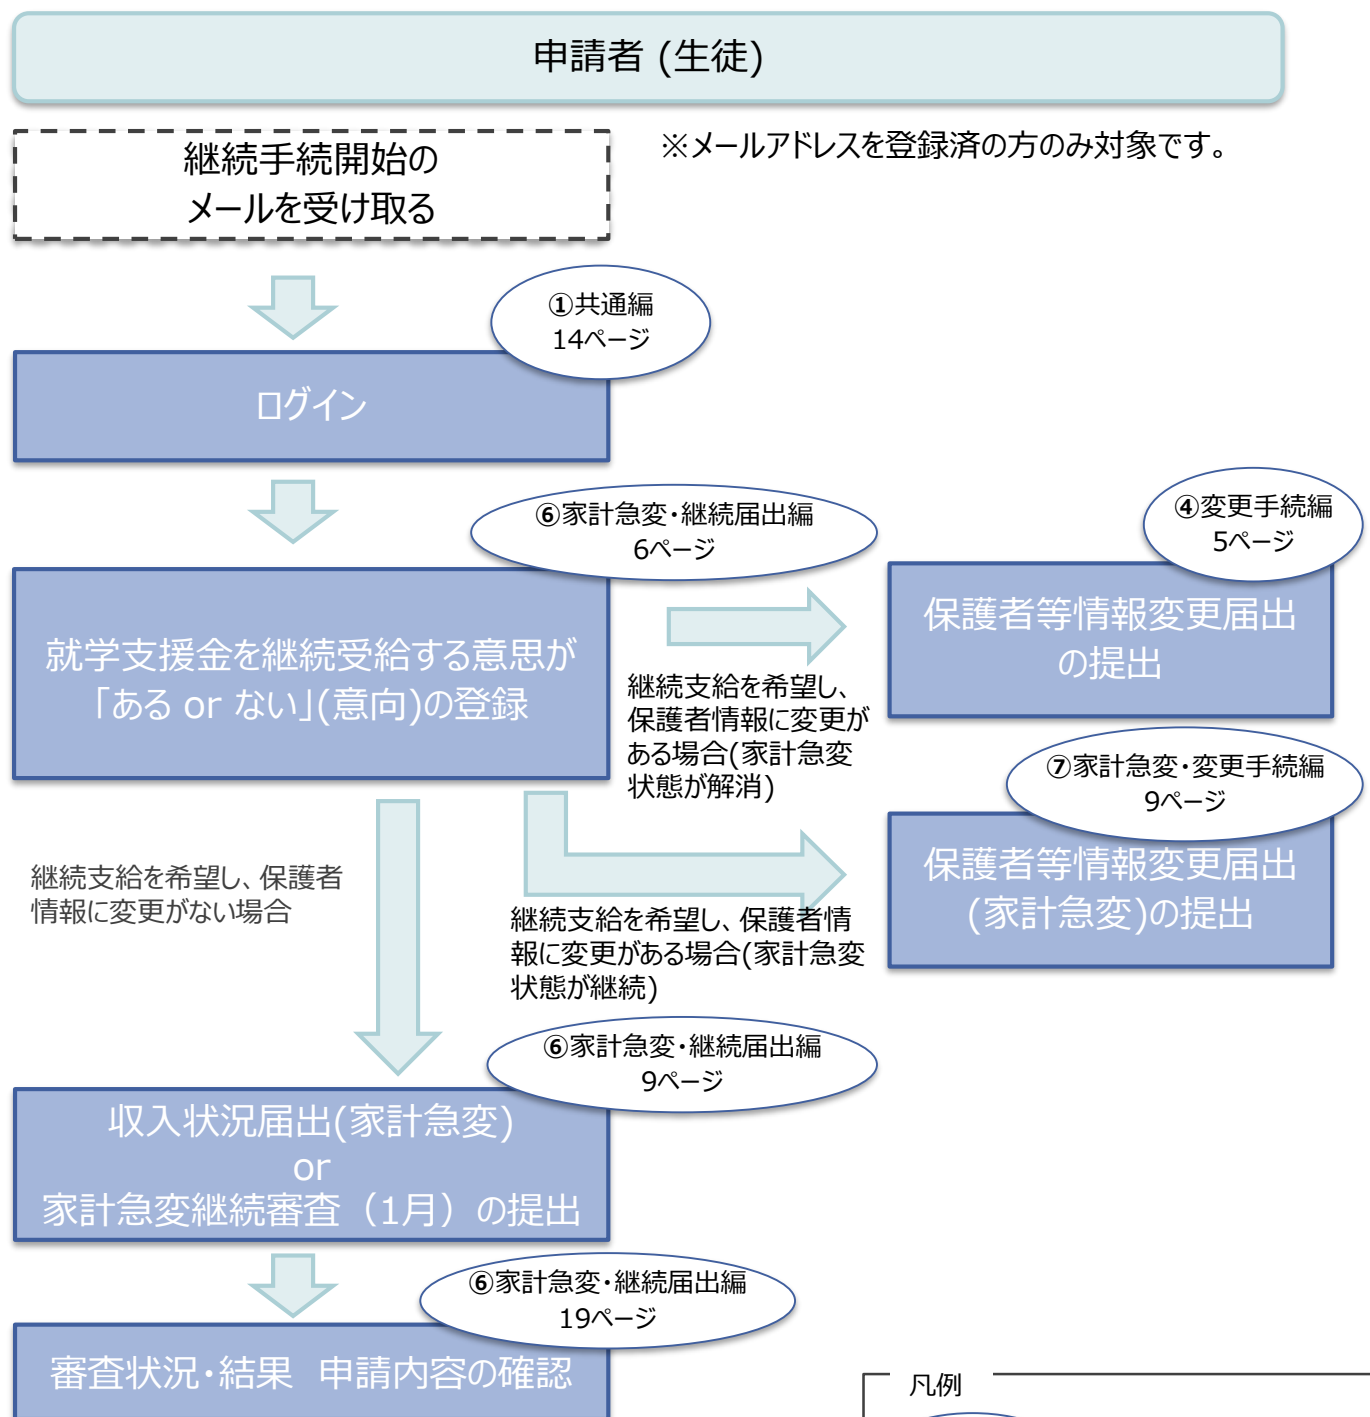 申請者 (生徒)
継続手続開始の
メールを受け取る
※メールアドレスを登録済の方のみ対象です。
①共通編
14ページ
ログイン
⑥家計急変・継続届出編
6ページ
④変更手続編
5ページ
就学支援金を継続受給する意思が
「ある or ない」(意向)の登録
保護者等情報変更届出
の提出
継続支給を希望し、
保護者情報に変更が
ある場合(家計急変
状態が解消)
⑦家計急変・変更手続編
9ページ
保護者等情報変更届出
(家計急変)の提出
継続支給を希望し、保護者
情報に変更がない場合
継続支給を希望し、保護者情
報に変更がある場合(家計急変
状態が継続)
⑥家計急変・継続届出編
9ページ
収入状況届出(家計急変)
or
家計急変継続審査（1月）の提出
⑥家計急変・継続届出編
19ページ
審査状況・結果　申請内容の確認
凡例